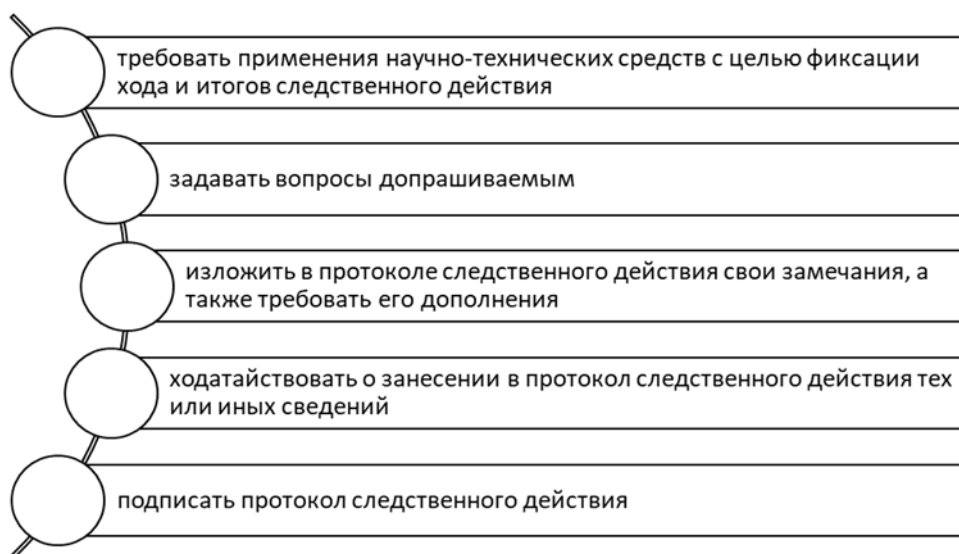 требовать применения научно-технических средств с целью фиксации
хода и итогов следственного действия
задавать вопросы допрашиваемым
изложить в протоколе следственного действия свои замечания, а
также требовать его дополнения
ходатайствовать о занесении в протокол следственного действия тех
или иных сведений
подписать протокол следственного действия